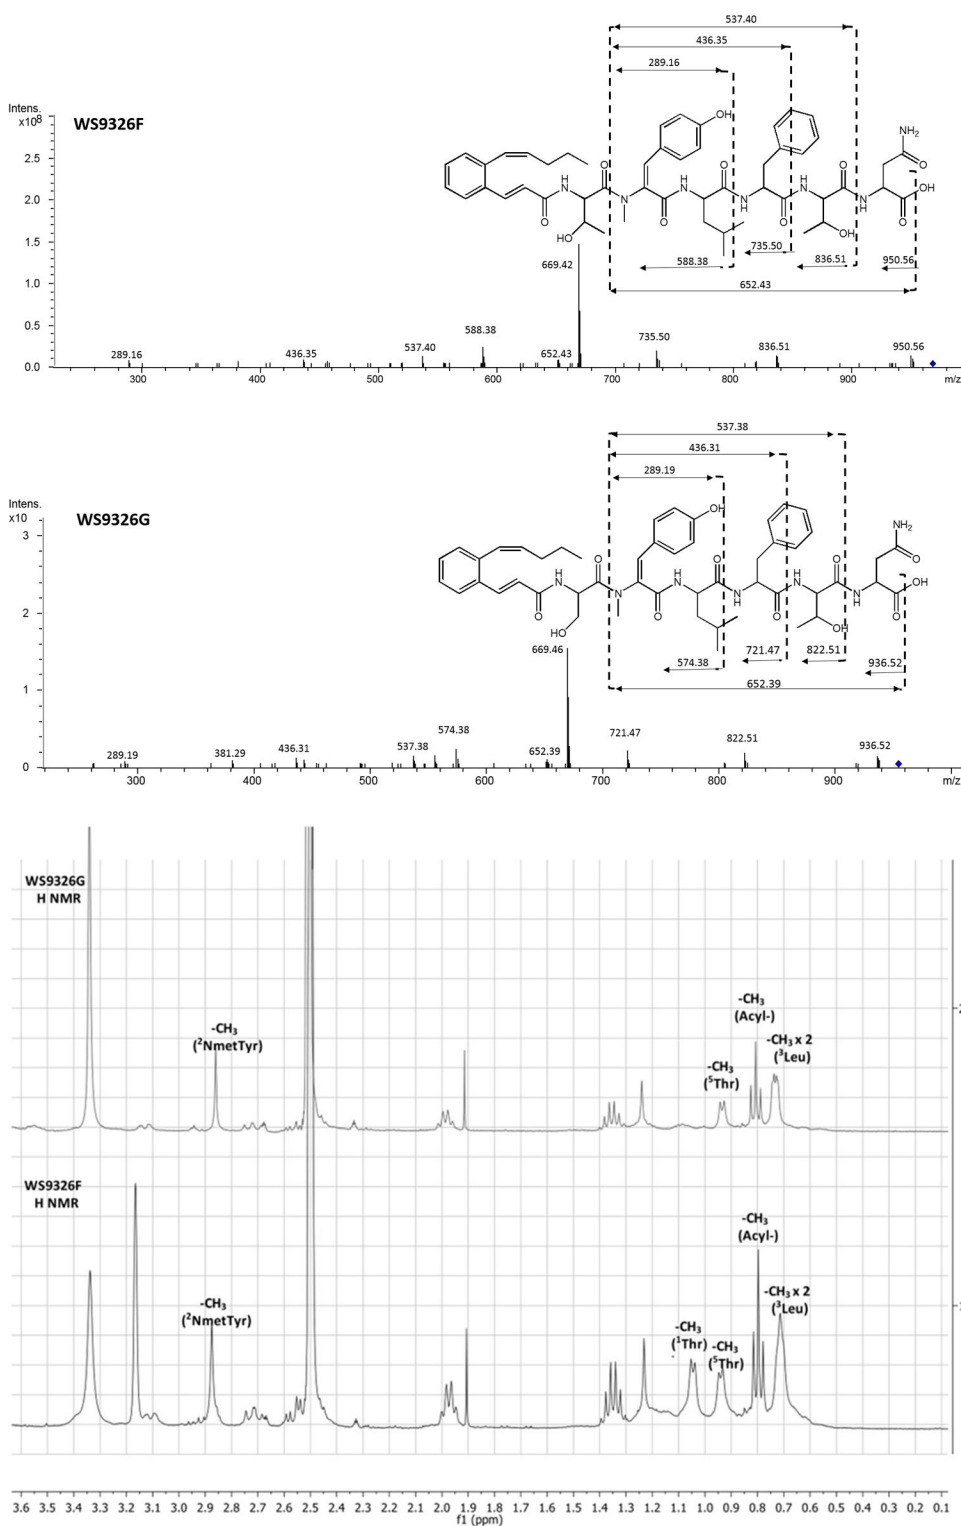 537.40
436.35
289.16
Intens.
x10⁸
WS9326F
3.0
2.5
2.0
1.5
1.0
0.5
0.0
OH
NH₂
O
O
H
N
O
N
O
H
N
O
N
H
O
H
N
O
N
H
O
OH
O
HO
OH
735.50
950.56
588.38
836.51
652.43
669.42
588.38
289.16
436.35
537.40
652.43
735.50
836.51
950.56
300
400
500
600
700
800
900
m/z
537.38
436.31
289.19
Intens.
x10
WS9326G
3
2
1
0
OH
NH₂
O
O
H
N
O
N
O
H
N
O
N
H
O
H
N
O
N
H
O
OH
O
HO
OH
721.47
822.51
574.38
936.52
652.39
669.46
574.38
721.47
289.19
381.29
436.31
537.38
652.39
822.51
936.52
300
400
500
600
700
800
900
m/z
WS9326G
H NMR
-CH₃
(²NmetTyr)
-CH₃
(Acyl-)
-CH₃ x 2
(³Leu)
-CH₃
(⁵Thr)
2
WS9326F
H NMR
-CH₃
(²NmetTyr)
-CH₃
(Acyl-)
-CH₃ x 2
(³Leu)
-CH₃
(¹Thr)
-CH₃
(⁵Thr)
1
3.6 3.5 3.4 3.3 3.2 3.1 3.0 2.9 2.8 2.7 2.6 2.5 2.4 2.3 2.2 2.1 2.0 1.9 1.8 1.7 1.6 1.5 1.4 1.3 1.2 1.1 1.0 0.9 0.8 0.7 0.6 0.5 0.4 0.3 0.2 0.1
f1 (ppm)